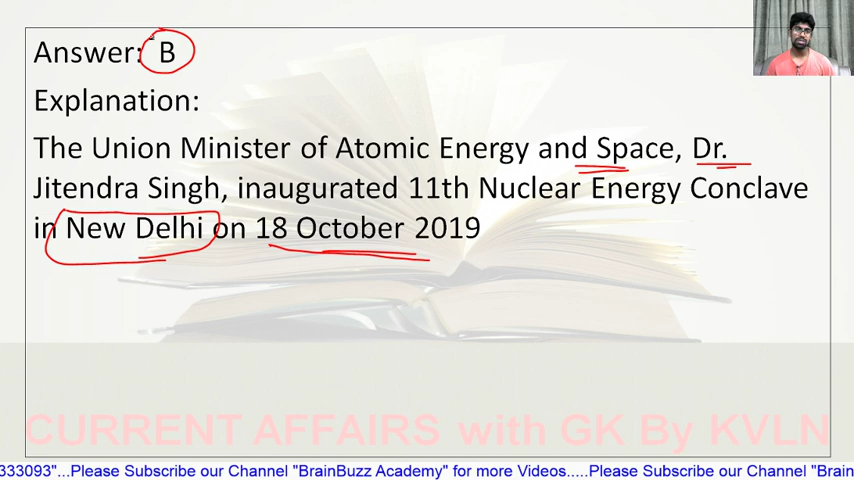 Answer: B
Explanation:
The Union Minister of Atomic Energy and Space, Dr.
Jitendra Singh, inaugurated 11th Nuclear Energy Conclave
in New Delhi on 18 October 2019
CURRENT AFFAIRS with GK By KVLN
333093"...Please Subscribe our Channel "BrainBuzz Academy" for more Videos.....Please Subscribe our Channel "Brain